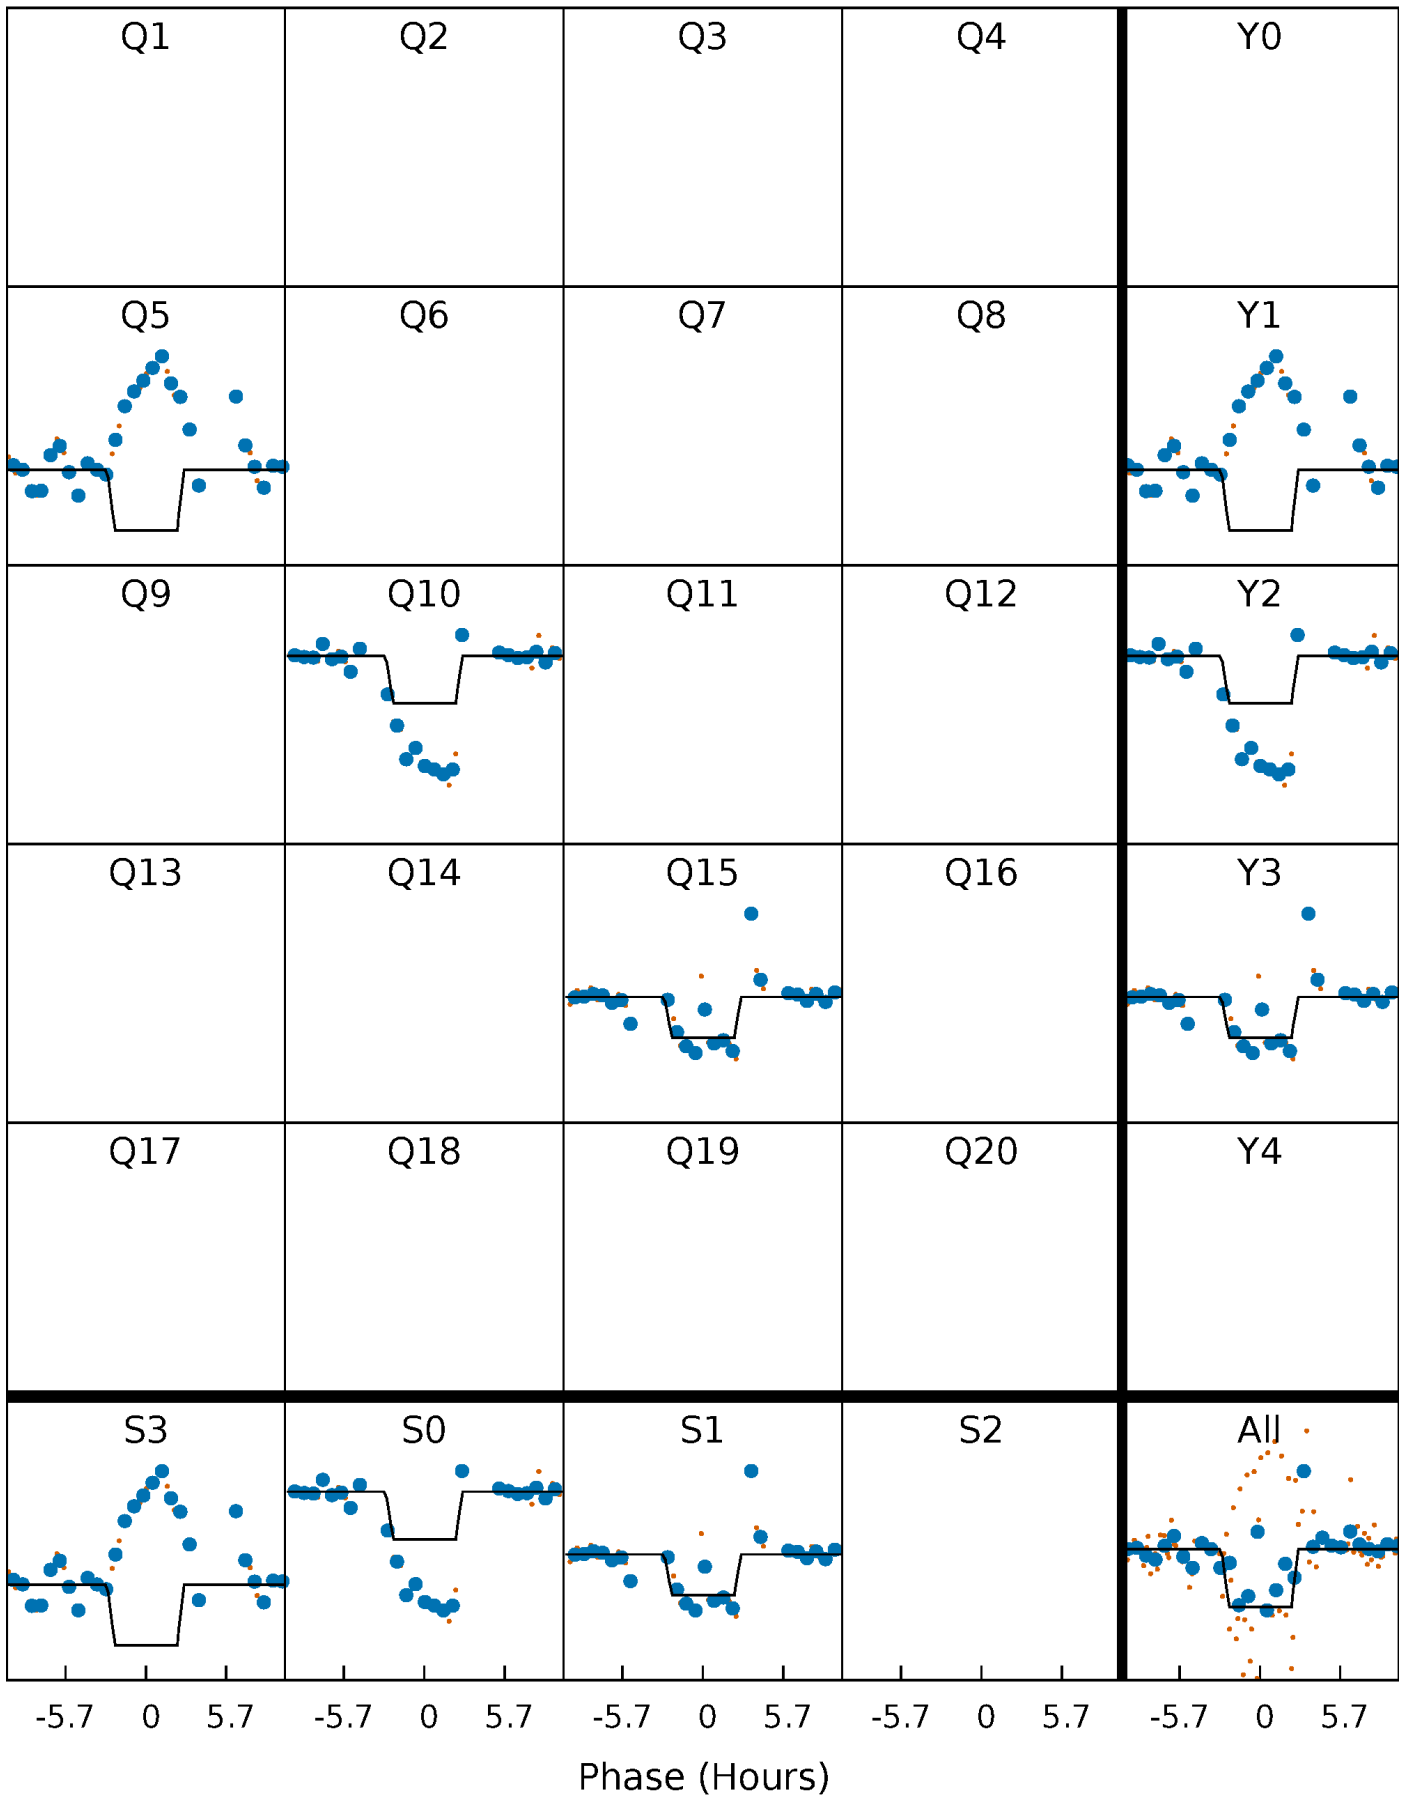 Q1 Q2 Q3 Q4 Y0
Q5 Q6 Q7 Q8 Y1
Q9 Q10 Q11 Q12 Y2
Q13 Q14 Q15 Q16 Y3
Q17 Q18 Q19 Q20 Y4
S3 S0 S1 S2 All
-5.7 0 5.7 -5.7 0 5.7 -5.7 0 5.7 -5.7 0 5.7 -5.7 0 5.7
Phase (Hours)